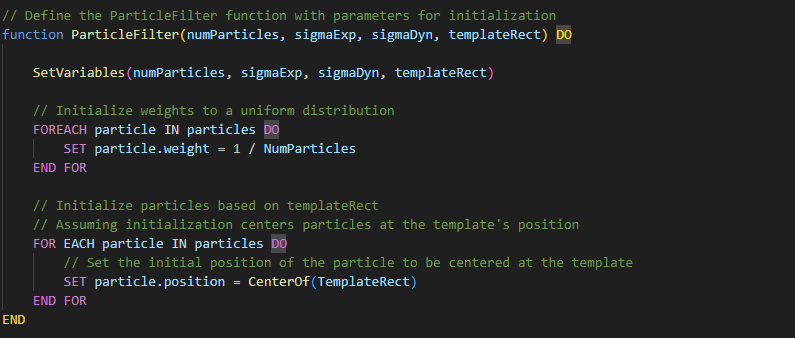 // Define the ParticleFilter function with parameters for initialization
function ParticleFilter(numParticles, sigmaExp, sigmaDyn, templateRect) DO
SetVariables(numParticles, sigmaExp, sigmaDyn, templateRect)
// Initialize weights to a uniform distribution
FOREACH particle IN particles DO
SET particle.weight = 1 / NumParticles
END FOR
// Initialize particles based on templateRect
// Assuming initialization centers particles at the template's position
FOR EACH particle IN particles DO
// Set the initial position of the particle to be centered at the template
SET particle.position = CenterOf(TemplateRect)
END FOR
END